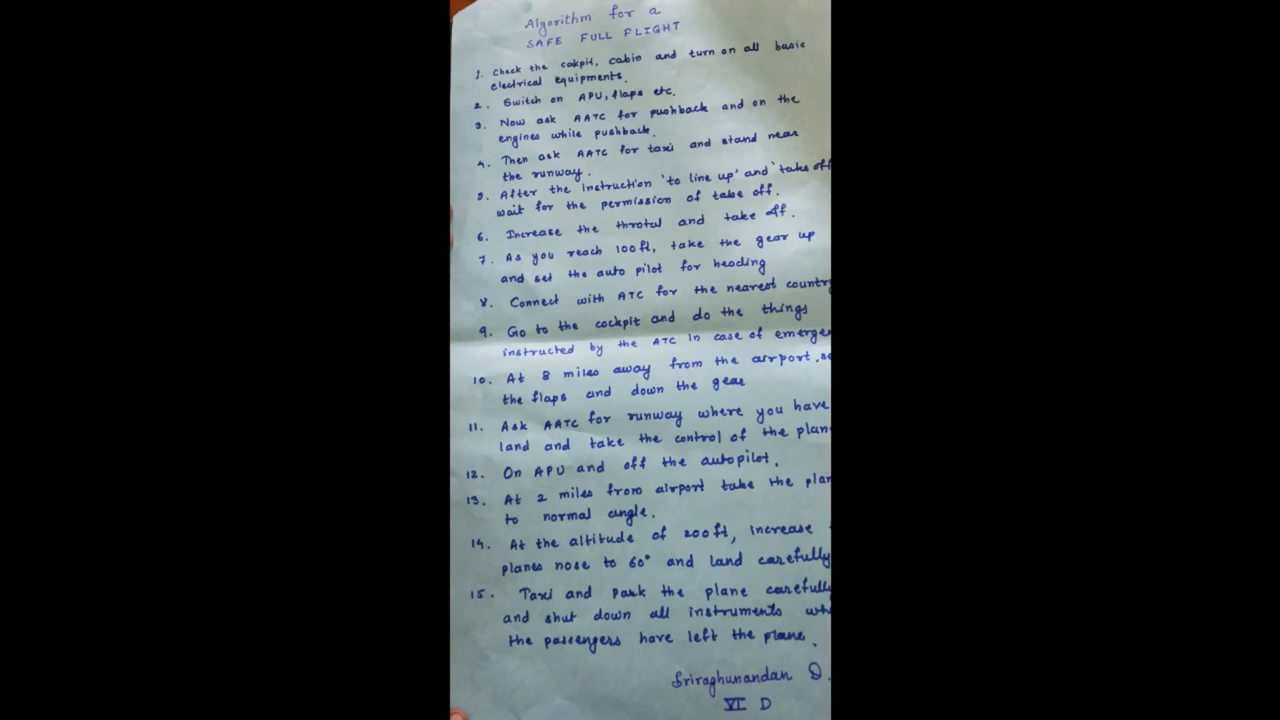 Algorithm for a
SAFE FULL FLIGHT
1. Check the cokpit, cabin and turn on all basic
electrical equipments.
2. Switch on APU, flaps etc.
3. Now ask AATC for pushback and on the
engines while pushback.
4. Then ask AATC for taxi and stand near
the runway.
5. After the instruction 'to line up' and 'take off
wait for the permission of take off.
6. Increase the throtal and take off.
7. As you reach 100ft, take the gear up
and set the auto pilot for heading
8. Connect with ATC for the nearest country
9. Go to the cockpit and do the things
instructed by the ATC in case of emergen
10. At 8 miles away from the airport, se
the flaps and down the gear
11. Ask AATC for runway where you have
land and take the control of the plan
12. On APU and off the autopilot.
13. At 2 miles from airport take the plan
to normal angle.
14. At the altitude of 200ft, increase
planes nose to 60° and land carefully
15. Taxi and park the plane carefully
and shut down all instruments wh
the passengers have left the plane.
Sriraghunandan D.
VI D